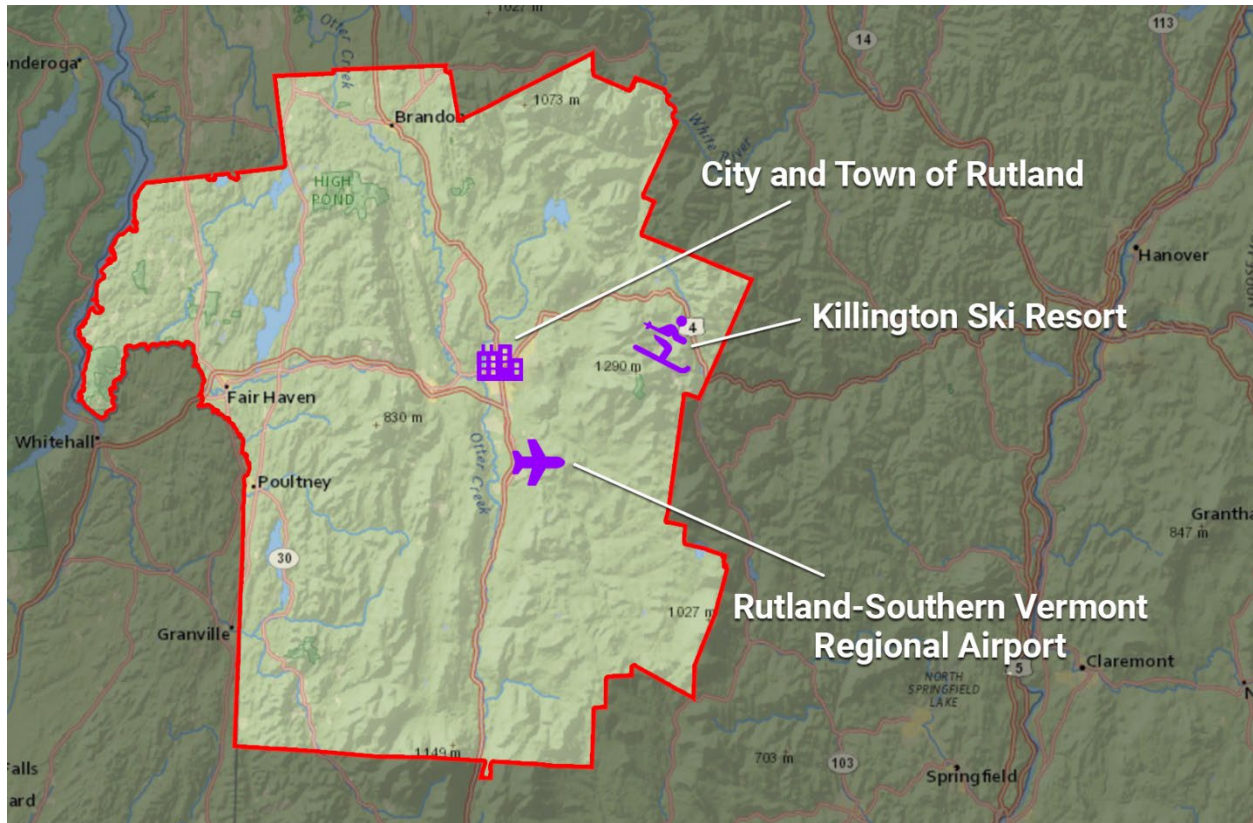 1027 m
113
14
Otter Creek
onderoga
1073 m
Brandon
White River
City and Town of Rutland
HIGH
POND
Hanover
Killington Ski Resort
4
1290 m
Fair Haven
830 m
Whitehall
Otter Creek
Poultney
Grantha
847 m
30
Rutland-Southern Vermont
Regional Airport
1027 m
Granville
5
Claremont
NORTH
SPRINGFIELD
LAKE
N
1149 m
703 m
103
Falls
Springfield
ard